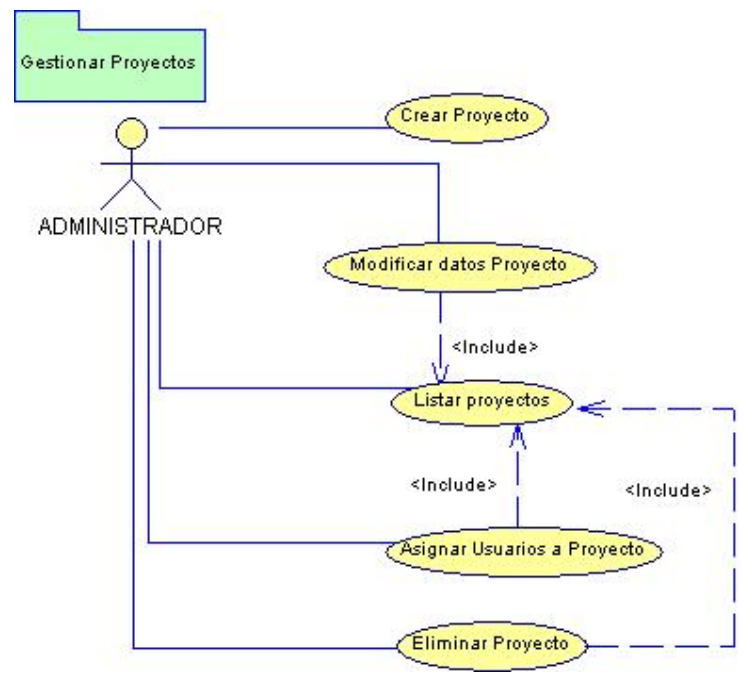 Gestionar Proyectos
Crear Proyecto
ADMINISTRADOR
Modificar datos Proyecto
<Include>
Listar proyectos
<Include>
<Include>
Asignar Usuarios a Proyecto
Eliminar Proyecto